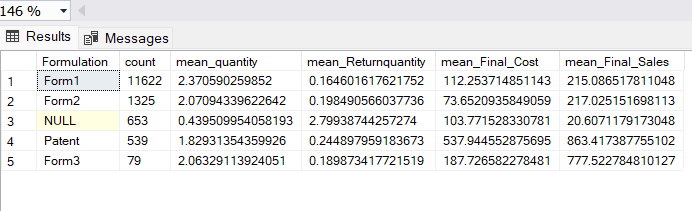 146 %
Results Messages
Formulation count mean_quantity mean_Returnquantity mean_Final_Cost mean_Final_Sales
1 Form1 11622 2.370590259852 0.164601617621752 112.253714851143 215.086517811048
2 Form2 1325 2.07094339622642 0.198490566037736 73.6520935849059 217.025151698113
3 NULL 653 0.439509954058193 2.79938744257274 103.771528330781 20.6071179173048
4 Patent 539 1.82931354359926 0.244897959183673 537.944552875695 863.417387755102
5 Form3 79 2.06329113924051 0.189873417721519 187.726582278481 777.522784810127